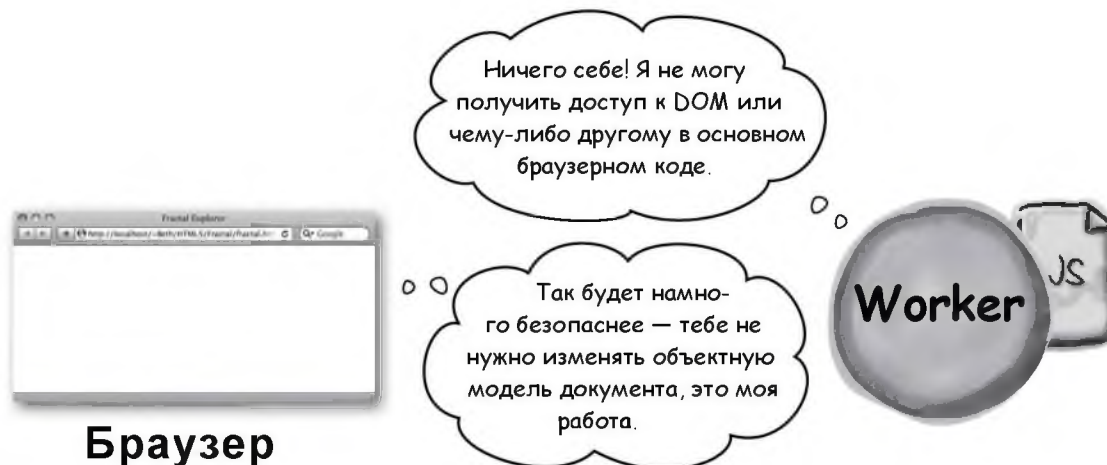 Ничего себе! Я не могу
получить доступ к DOM или
чему-либо другому в основном
браузерном коде.
Fractal Explorer
Google
JS
Worker
Так будет намно-
го безопаснее — тебе не
нужно изменять объектную
модель документа, это моя
работа.
Браузер